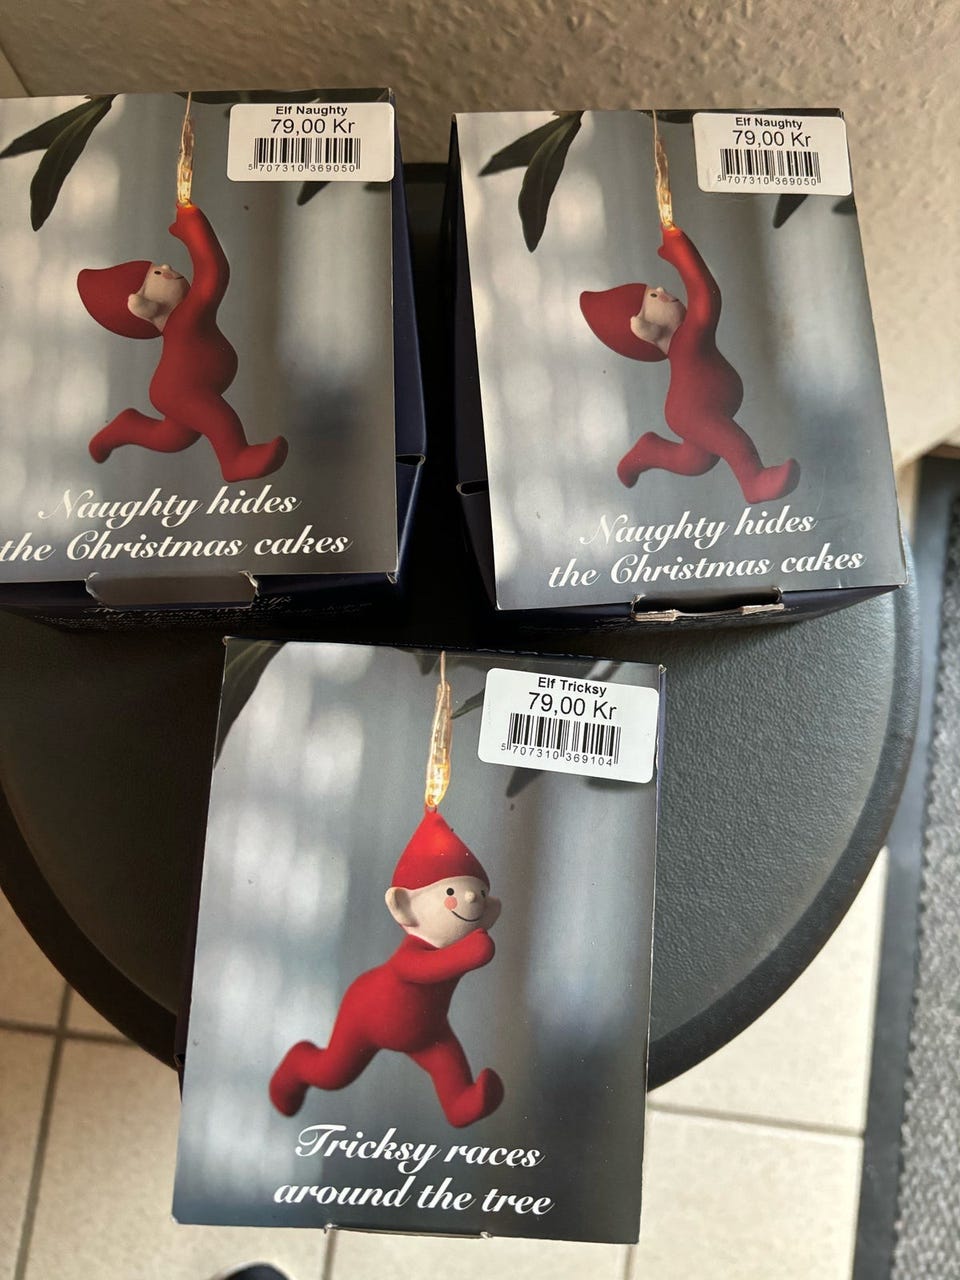 Elf Naughty
79,00 Kr
5 707310 369050
Naughty hides
the Christmas cakes
Elf Naughty
79,00 Kr
5 707310 369050
Naughty hides
the Christmas cakes
Elf Tricksy
79,00 Kr
5 707310 369104
Tricksy races
around the tree